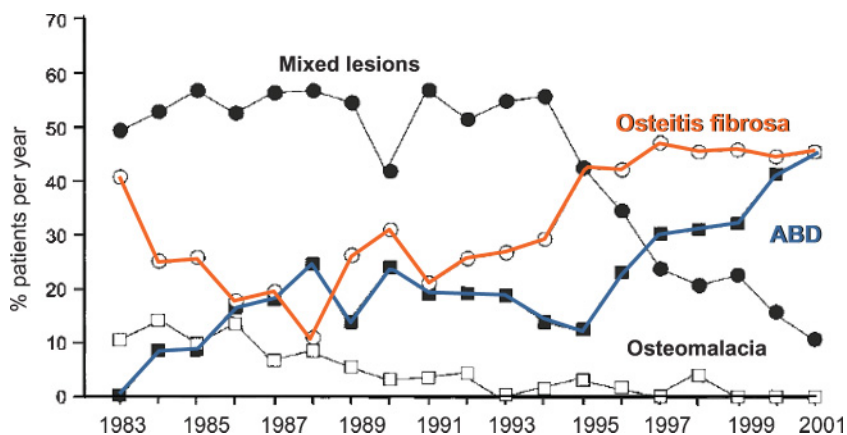 70
Mixed lesions
60
50
Osteitis fibrosa
40
% patients per year
30
ABD
20
10
Osteomalacia
0
1983 1985 1987 1989 1991 1993 1995 1997 1999 2001